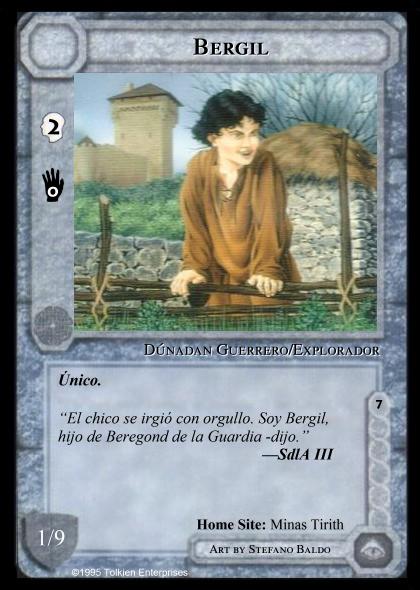 Bergil
2
0
Dúnadan Guerrero/Explorador
Único.
“El chico se irgió con orgullo. Soy Bergil,
hijo de Beregond de la Guardia -dijo.”
—SdlA III
7
Home Site: Minas Tirith
1/9
Art by Stefano Baldo
©1995 Tolkien Enterprises